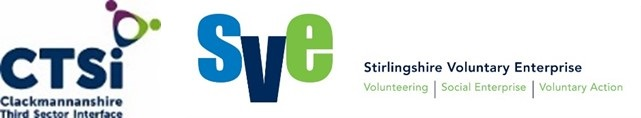 CTSi
Clackmannanshire
Third Sector Interface
sve
Stirlingshire Voluntary Enterprise
Volunteering | Social Enterprise | Voluntary Action